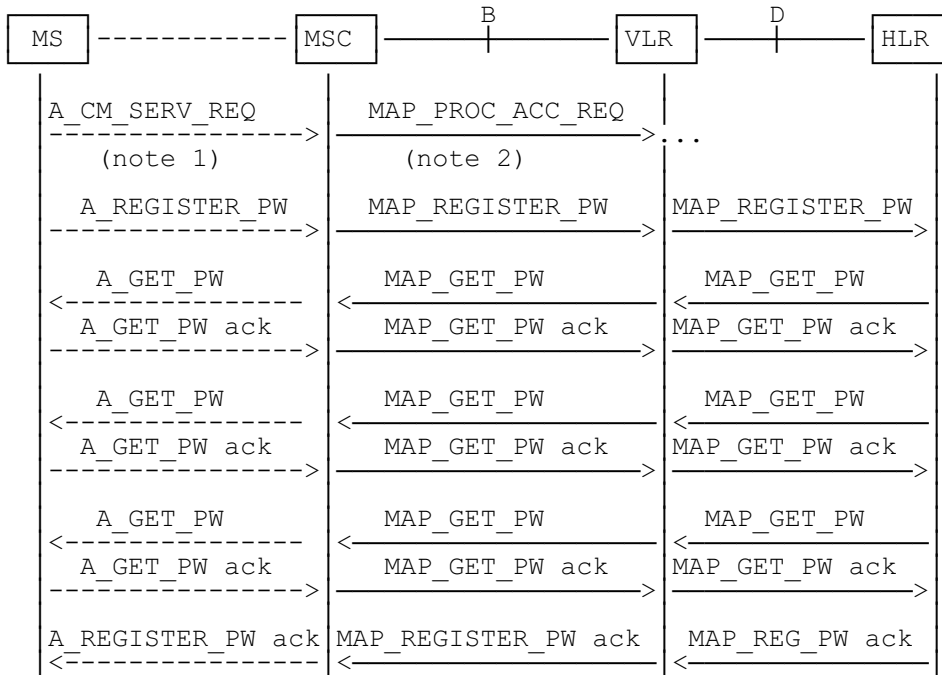 B D
MS MSC VLR HLR
A_CM_SERV_REQ MAP_PROC_ACC_REQ
...
(note 1) (note 2)
A_REGISTER_PW MAP_REGISTER_PW MAP_REGISTER_PW
A_GET_PW MAP_GET_PW MAP_GET_PW
A_GET_PW ack MAP_GET_PW ack MAP_GET_PW ack
A_GET_PW MAP_GET_PW MAP_GET_PW
A_GET_PW ack MAP_GET_PW ack MAP_GET_PW ack
A_GET_PW MAP_GET_PW MAP_GET_PW
A_GET_PW ack MAP_GET_PW ack MAP_GET_PW ack
A_REGISTER_PW ack MAP_REGISTER_PW ack MAP_REG_PW ack